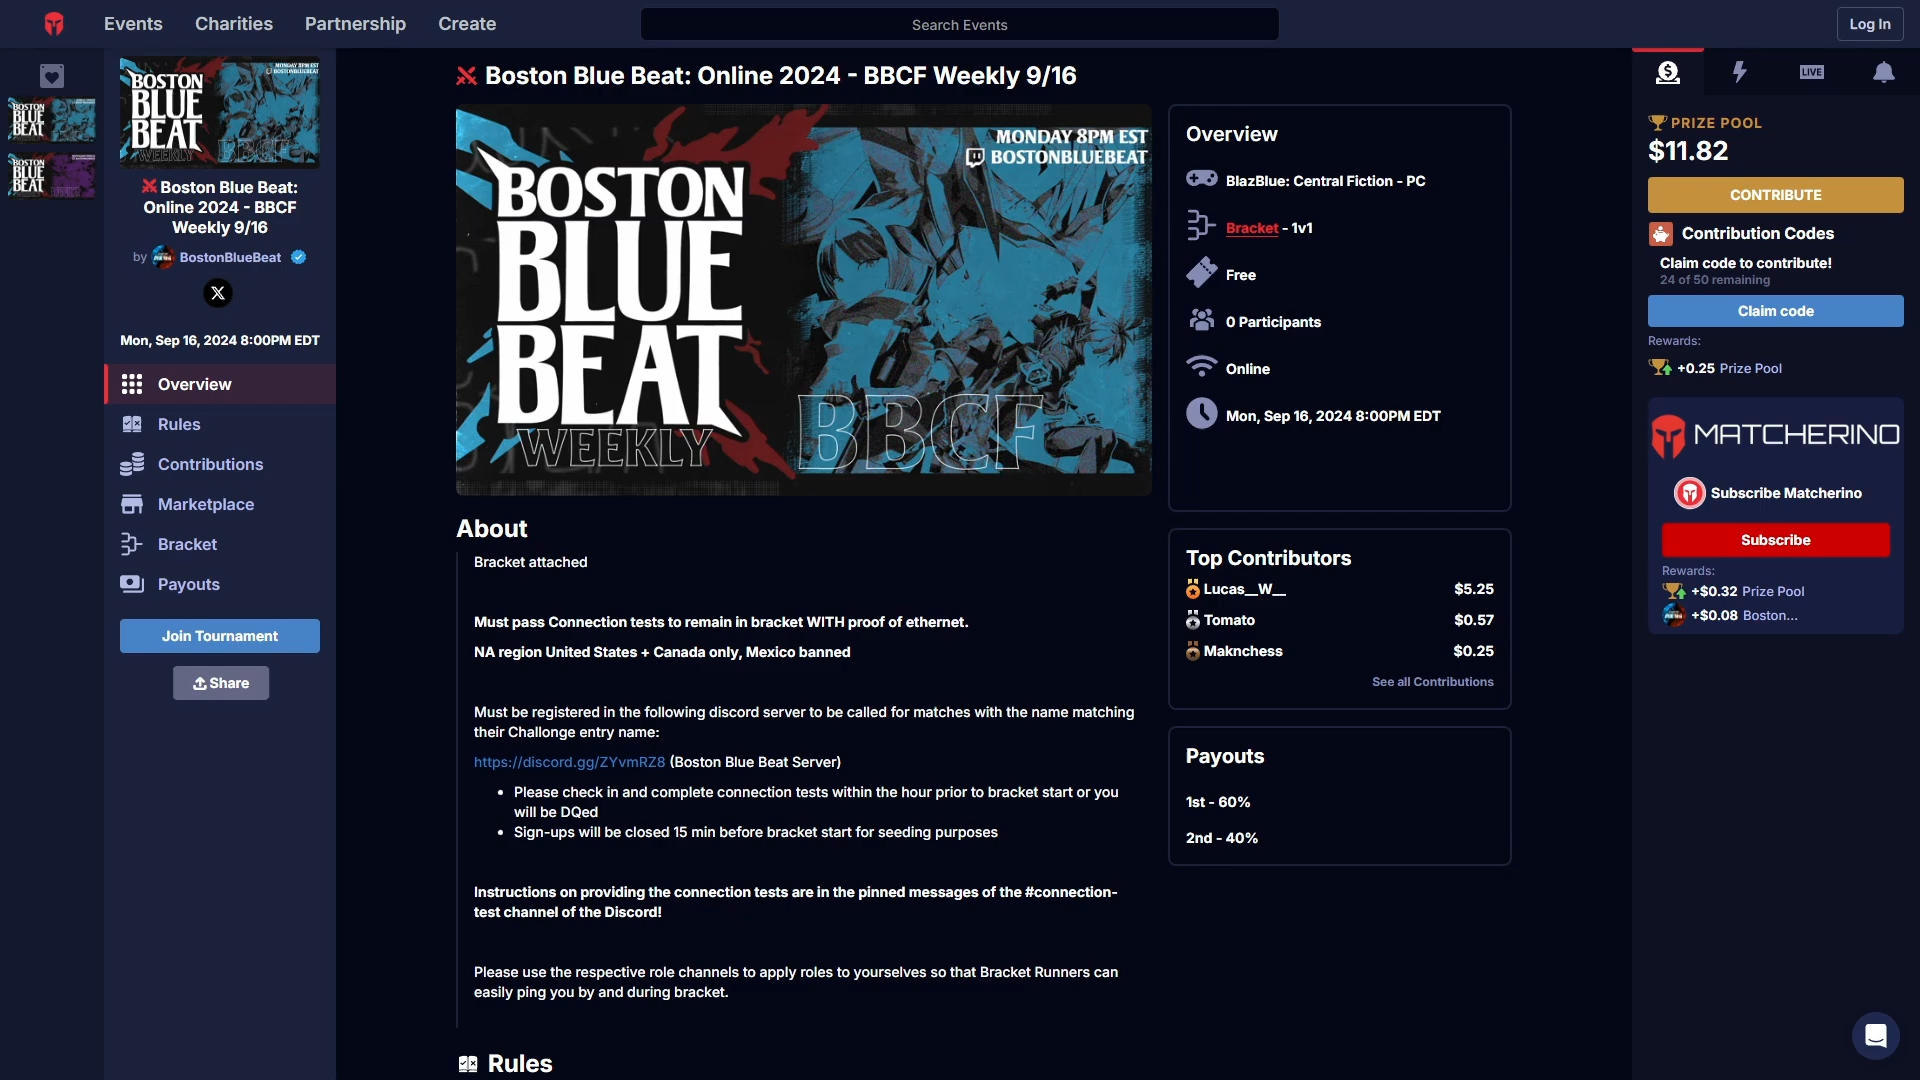 Events
Charities
Partnership
Create
Search Events
Log In
BOSTON
BLUE
BEAT
BOSTON
BLUE
BEAT
MONDAY 8PM EST
BOSTONBLUEBEAT
BOSTON
BLUE
BEAT
WEEKLY
BBCF
Boston Blue Beat:
Online 2024 - BBCF
Weekly 9/16
by BostonBlueBeat
Mon, Sep 16, 2024 8:00PM EDT
Overview
Rules
Contributions
Marketplace
Bracket
Payouts
Join Tournament
Share
Boston Blue Beat: Online 2024 - BBCF Weekly 9/16
MONDAY 8PM EST
BOSTONBLUEBEAT
BOSTON
BLUE
BEAT
WEEKLY
BBCF
About
Bracket attached
Must pass Connection tests to remain in bracket WITH proof of ethernet.
NA region United States + Canada only, Mexico banned
Must be registered in the following discord server to be called for matches with the name matching
their Challonge entry name:
https://discord.gg/ZYvmRZ8 (Boston Blue Beat Server)
• Please check in and complete connection tests within the hour prior to bracket start or you
will be DQed
• Sign-ups will be closed 15 min before bracket start for seeding purposes
Instructions on providing the connection tests are in the pinned messages of the #connection-
test channel of the Discord!
Please use the respective role channels to apply roles to yourselves so that Bracket Runners can
easily ping you by and during bracket.
Rules
Overview
BlazBlue: Central Fiction - PC
Bracket - 1v1
Free
0 Participants
Online
Mon, Sep 16, 2024 8:00PM EDT
Top Contributors
Lucas__W__ $5.25
Tomato $0.57
Maknchess $0.25
See all Contributions
Payouts
1st - 60%
2nd - 40%
LIVE
PRIZE POOL
$11.82
CONTRIBUTE
Contribution Codes
Claim code to contribute!
24 of 50 remaining
Claim code
Rewards:
+0.25 Prize Pool
MATCHERINO
Subscribe Matcherino
Subscribe
Rewards:
+$0.32 Prize Pool
+$0.08 Boston...